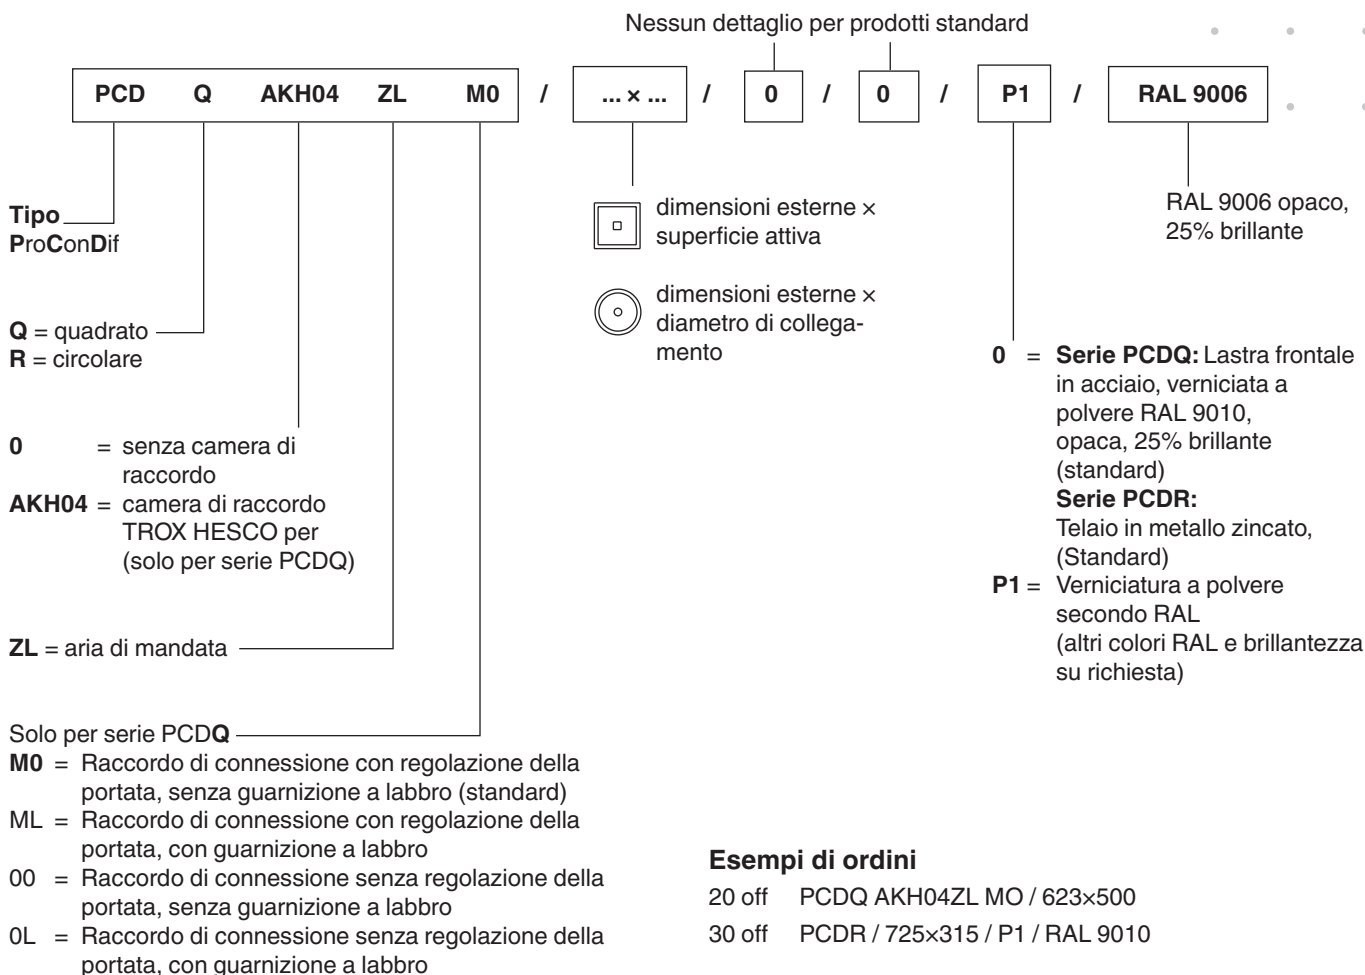 Nessun dettaglio per prodotti standard
PCD Q AKH04 ZL M0 / ... × ... / 0 / 0 / P1 / RAL 9006
Tipo
ProConDif
Q = quadrato
R = circolare
0 = senza camera di
raccordo
AKH04 = camera di raccordo
TROX HESCO per
(solo per serie PCDQ)
ZL = aria di mandata
Solo per serie PCDQ
M0 = Raccordo di connessione con regolazione della
portata, senza guarnizione a labbro (standard)
ML = Raccordo di connessione con regolazione della
portata, con guarnizione a labbro
00 = Raccordo di connessione senza regolazione della
portata, senza guarnizione a labbro
0L = Raccordo di connessione senza regolazione della
portata, con guarnizione a labbro
dimensioni esterne ×
superficie attiva
dimensioni esterne ×
diametro di collega-
mento
RAL 9006 opaco,
25% brillante
0 = Serie PCDQ: Lastra frontale
in acciaio, verniciata a
polvere RAL 9010,
opaca, 25% brillante
(standard)
Serie PCDR:
Telaio in metallo zincato,
(Standard)
P1 = Verniciatura a polvere
secondo RAL
(altri colori RAL e brillantezza
su richiesta)
Esempi di ordini
20 off PCDQ AKH04ZL MO / 623×500
30 off PCDR / 725×315 / P1 / RAL 9010